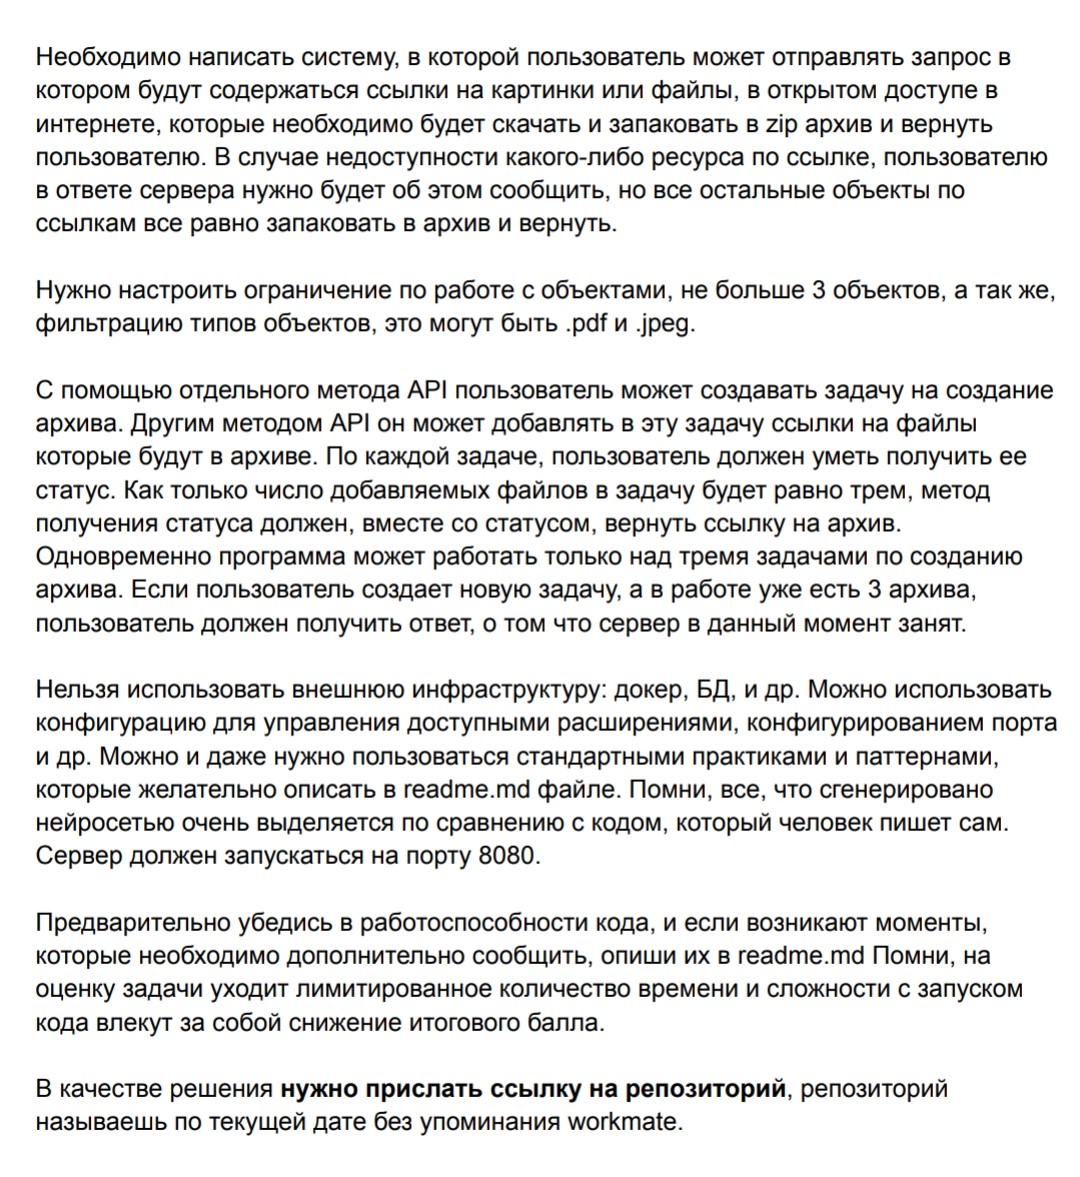 Необходимо написать систему, в которой пользователь может отправлять запрос в
котором будут содержаться ссылки на картинки или файлы, в открытом доступе в
интернете, которые необходимо будет скачать и запаковать в zip архив и вернуть
пользователю. В случае недоступности какого-либо ресурса по ссылке, пользователю
в ответе сервера нужно будет об этом сообщить, но все остальные объекты по
ссылкам все равно запаковать в архив и вернуть.

Нужно настроить ограничение по работе с объектами, не больше 3 объектов, а так же,
фильтрацию типов объектов, это могут быть .pdf и .jpeg.

С помощью отдельного метода API пользователь может создавать задачу на создание
архива. Другим методом API он может добавлять в эту задачу ссылки на файлы
которые будут в архиве. По каждой задаче, пользователь должен уметь получить ее
статус. Как только число добавляемых файлов в задачу будет равно трем, метод
получения статуса должен, вместе со статусом, вернуть ссылку на архив.
Одновременно программа может работать только над тремя задачами по созданию
архива. Если пользователь создает новую задачу, а в работе уже есть 3 архива,
пользователь должен получить ответ, о том что сервер в данный момент занят.

Нельзя использовать внешнюю инфраструктуру: докер, БД, и др. Можно использовать
конфигурацию для управления доступными расширениями, конфигурированием порта
и др. Можно и даже нужно пользоваться стандартными практиками и паттернами,
которые желательно описать в readme.md файле. Помни, все, что сгенерировано
нейросетью очень выделяется по сравнению с кодом, который человек пишет сам.
Сервер должен запускаться на порту 8080.

Предварительно убедись в работоспособности кода, и если возникают моменты,
которые необходимо дополнительно сообщить, опиши их в readme.md Помни, на
оценку задачи уходит лимитированное количество времени и сложности с запуском
кода влекут за собой снижение итогового балла.

В качестве решения нужно прислать ссылку на репозиторий, репозиторий
называешь по текущей дате без упоминания workmate.